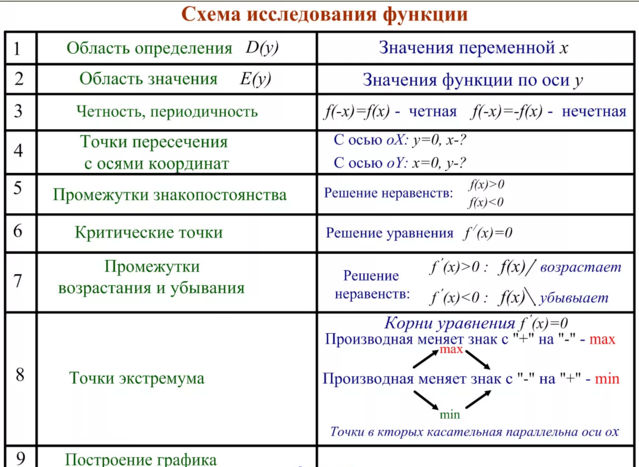 Схема исследования функции
1 Область определения D(y) Значения переменной x
2 Область значения E(y) Значения функции по оси y
3 Четность, периодичность f(-x)=f(x) - четная f(-x)=-f(x) - нечетная
4 Точки пересечения с осями координат
С осью oX: y=0, x-?
С осью oY: x=0, y-?
5 Промежутки знакопостоянства Решение неравенств: f(x)>0
f(x)<0
6 Критические точки Решение уравнения f ′(x)=0
7 Промежутки
возрастания и убывания
Решение
неравенств:
f ′(x)>0 : f(x)/ возрастает
f ′(x)<0 : f(x)\ убывыает
8 Точки экстремума
Корни уравнения f ′(x)=0
Производная меняет знак с "+" на "-" - max
max
Производная меняет знак с "-" на "+" - min
min
Точки в кторых касательная параллельна оси ох
9 Построение графика